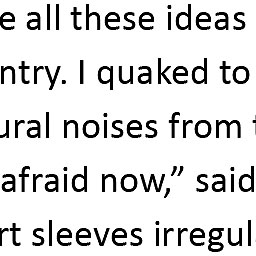 e all these ideas
ntry. I quaked to
ural noises from
afraid now,” said
rt sleeves irregul